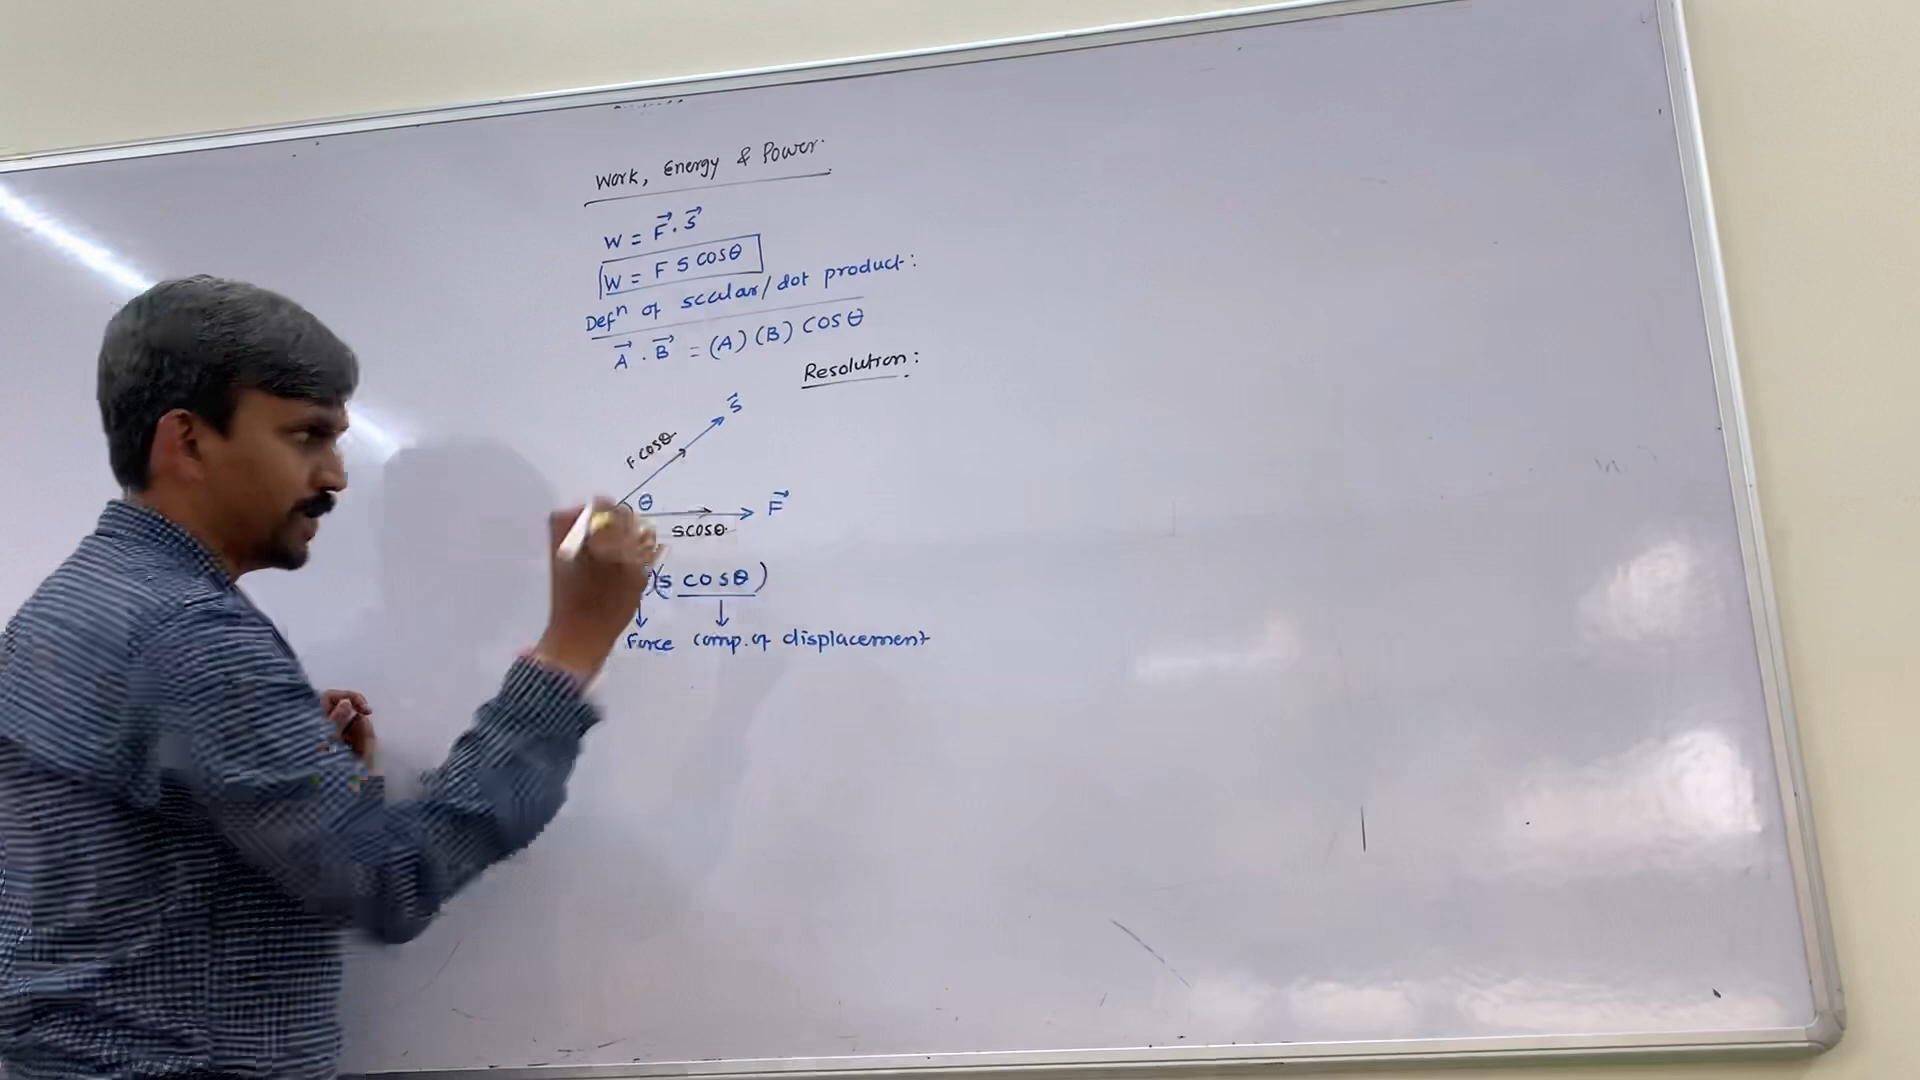 Work, Energy & Power.
W = F⃗ . S⃗
W = F S COSθ
Defⁿ of scalar/dot product:
A⃗ . B⃗ = (A) (B) COSθ
Resolution:
S⃗
F COSθ
θ
F⃗
SCOSθ
(S COSθ)
Force comp. of displacement